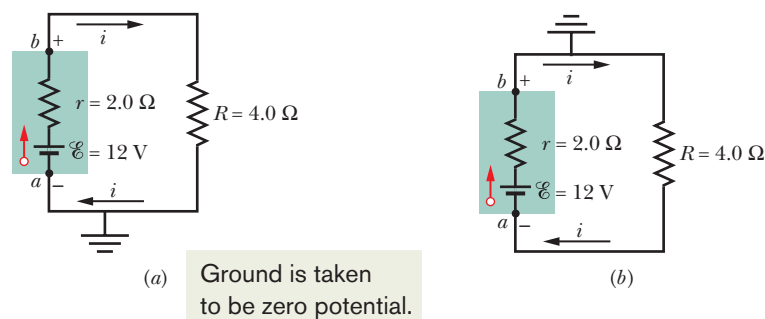 i
b +
r = 2.0 Ω
R = 4.0 Ω
ℰ = 12 V
a –
i
(a)
Ground is taken
to be zero potential.
i
b +
r = 2.0 Ω
R = 4.0 Ω
ℰ = 12 V
a –
i
(b)